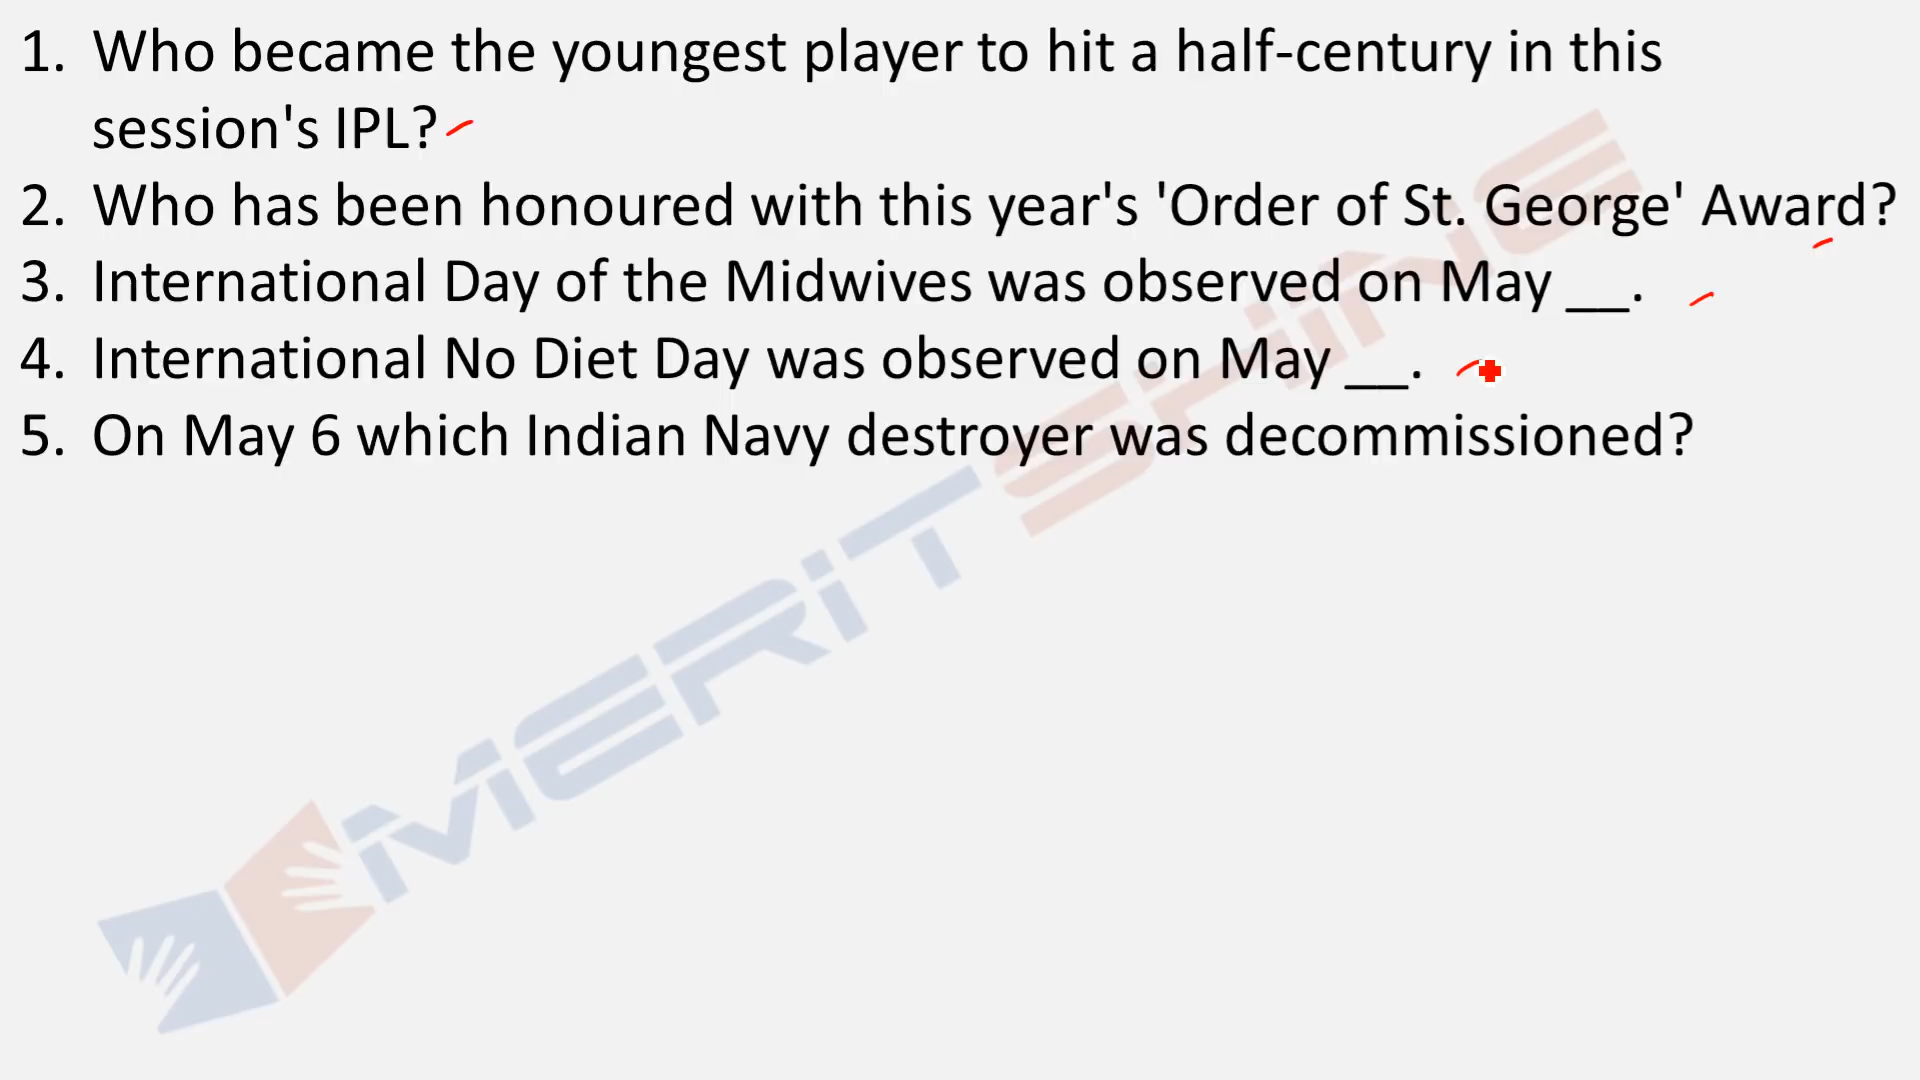 1. Who became the youngest player to hit a half-century in this
session's IPL?
2. Who has been honoured with this year's 'Order of St. George' Award?
3. International Day of the Midwives was observed on May __.
4. International No Diet Day was observed on May __.
5. On May 6 which Indian Navy destroyer was decommissioned?
MERiTSHiNE